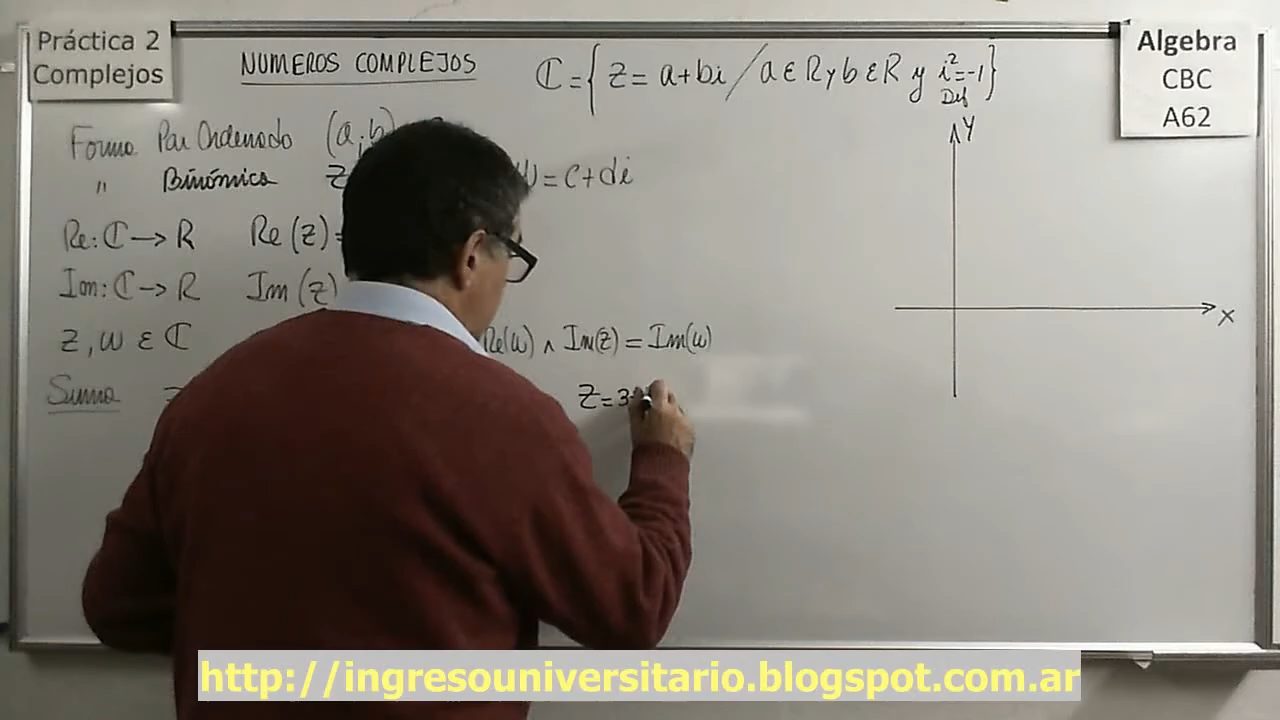 Práctica 2
Complejos
NUMEROS COMPLEJOS
ℂ = { z = a+bi / a ∈ R y b ∈ R y i² = -1 }
Def
Algebra
CBC
A62
Forma Par Ordenado (a;b)
" Binómica Z = c+di
Re: ℂ → R Re(z) =
Im: ℂ → R Im(z)
z, w ∈ ℂ Re(w) ∧ Im(z) = Im(w)
Suma Z = 3
Y
X
http://ingresouniversitario.blogspot.com.ar